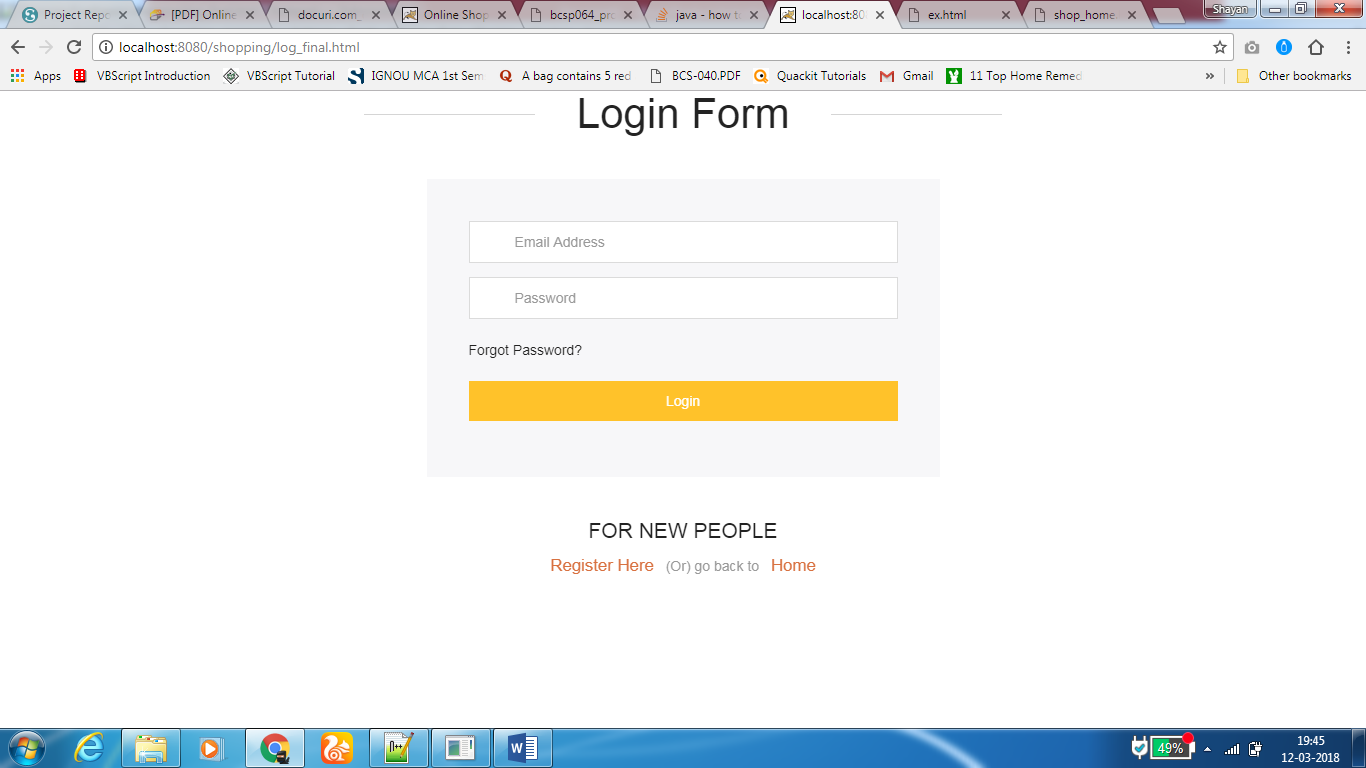 Project Repo
[PDF] Online
docuri.com_
Online Shop
bcsp064_pro
java - how t
localhost:80
ex.html
shop_home.
Shayan
localhost:8080/shopping/log_final.html
Apps
VBScript Introduction
VBScript Tutorial
IGNOU MCA 1st Sem
A bag contains 5 red
BCS-040.PDF
Quackit Tutorials
Gmail
11 Top Home Remed
»
Other bookmarks
Login Form
Email Address
Password
Forgot Password?
Login
FOR NEW PEOPLE
Register Here (Or) go back to Home
49%
19:45
12-03-2018